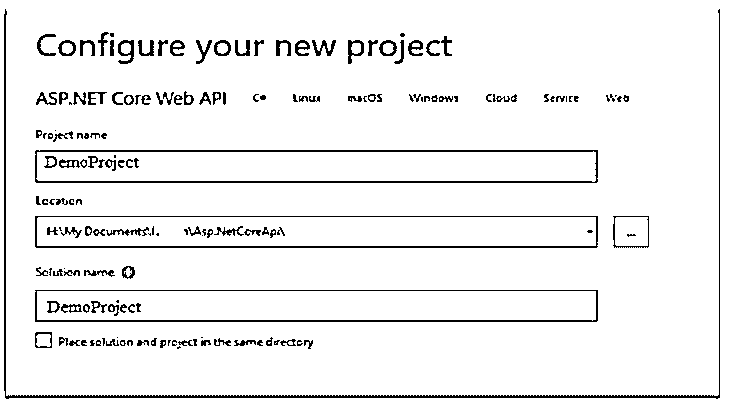 Configure your new project
ASP.NET Core Web API C# Linux macOS Windows Cloud Service Web
Project name
DemoProject
Location
H:\My Documents\ \Asp.NetCoreApi\
...
Solution name
DemoProject
Place solution and project in the same directory